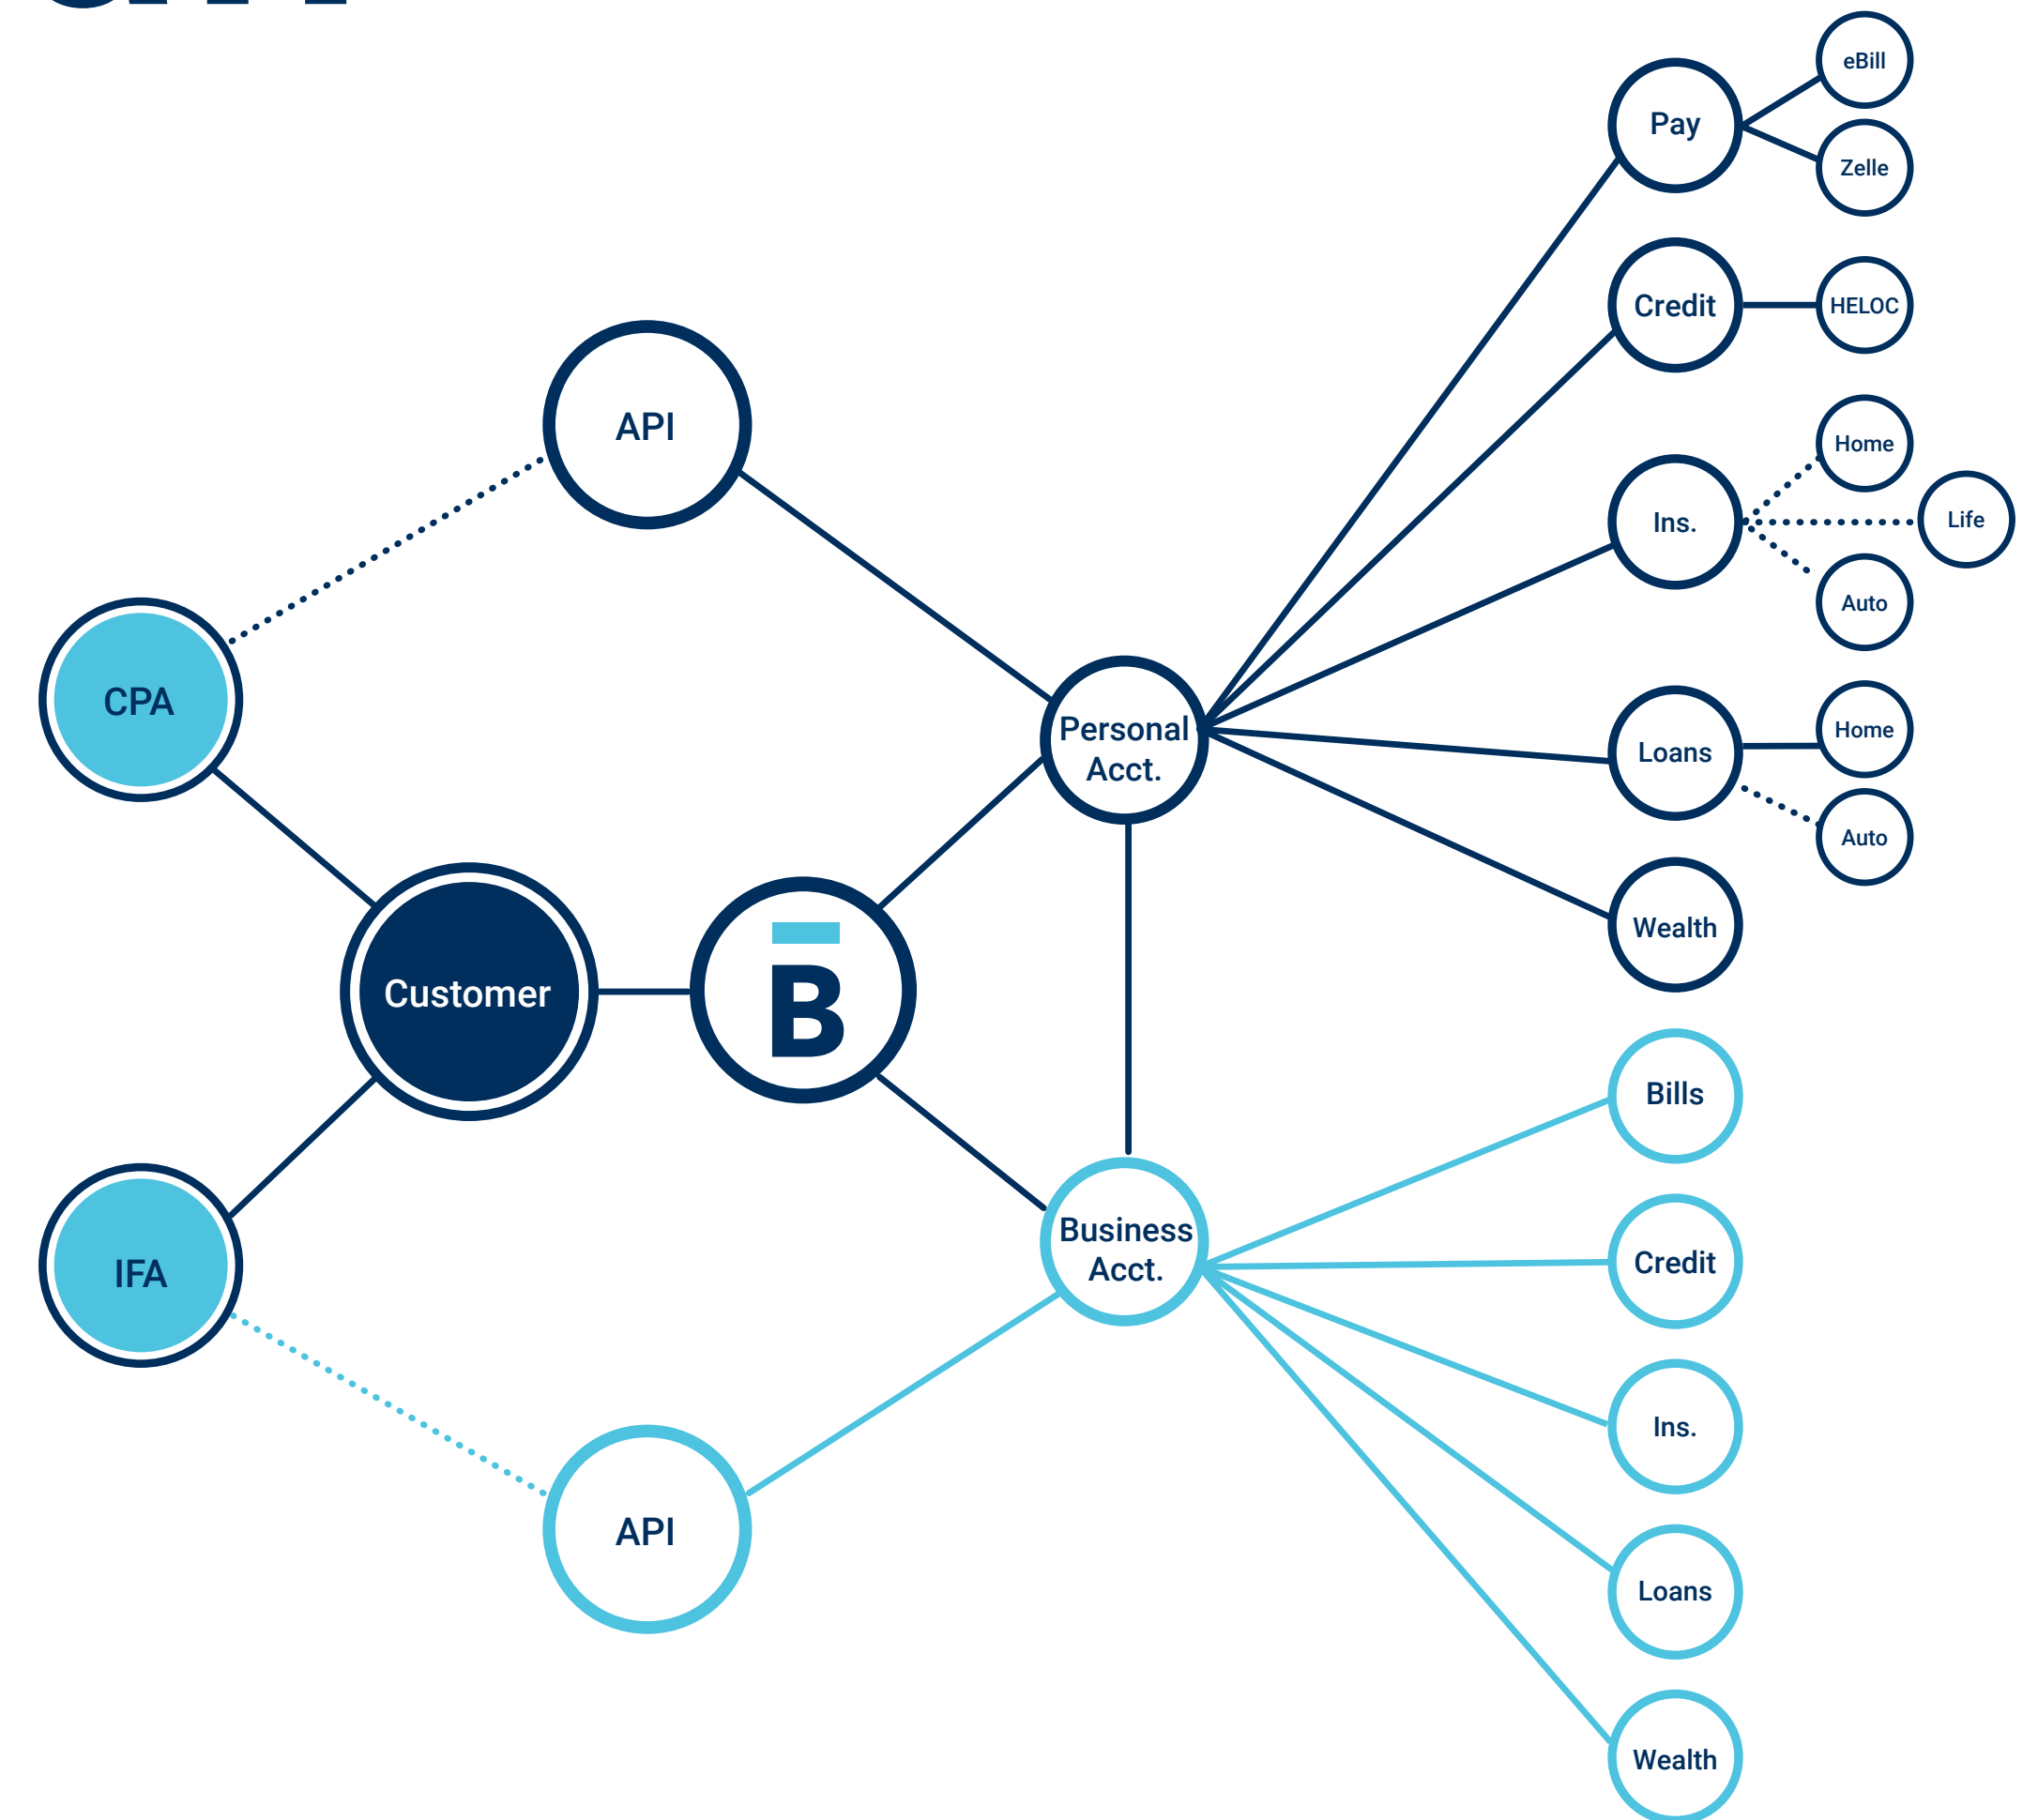 eBill
Pay
Zelle
Credit
HELOC
API
Home
Ins.
Life
Auto
CPA
Personal
Acct.
Loans
Home
Auto
Wealth
Customer
B
Bills
Business
Acct.
Credit
IFA
Ins.
API
Loans
Wealth